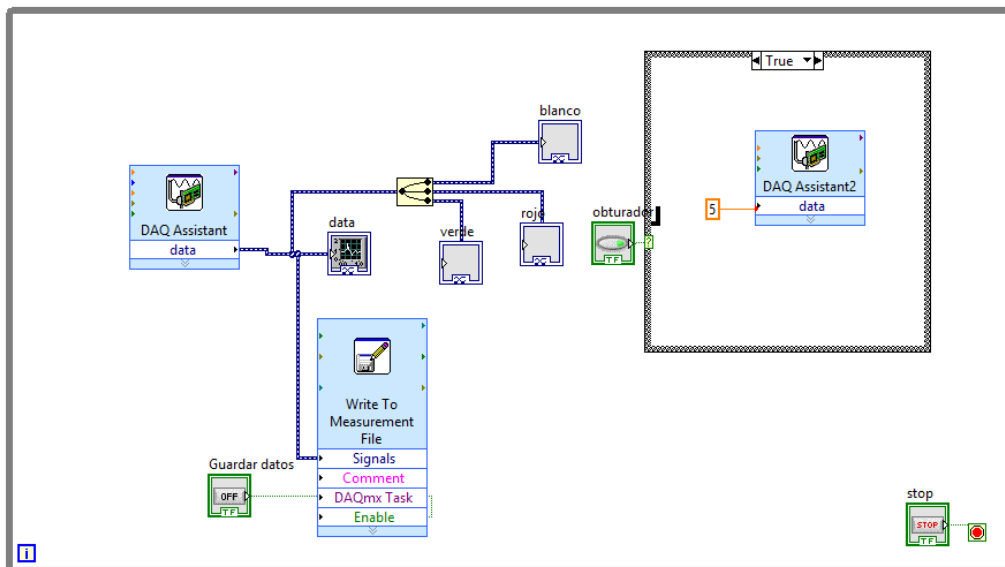 True
blanco
DAQ Assistant2
data
5
obturador
rojo
verde
data
DAQ Assistant
data
Write To
Measurement
File
Signals
Comment
DAQmx Task
Enable
Guardar datos
OFF
TF
TF
?
stop
STOP
TF
i